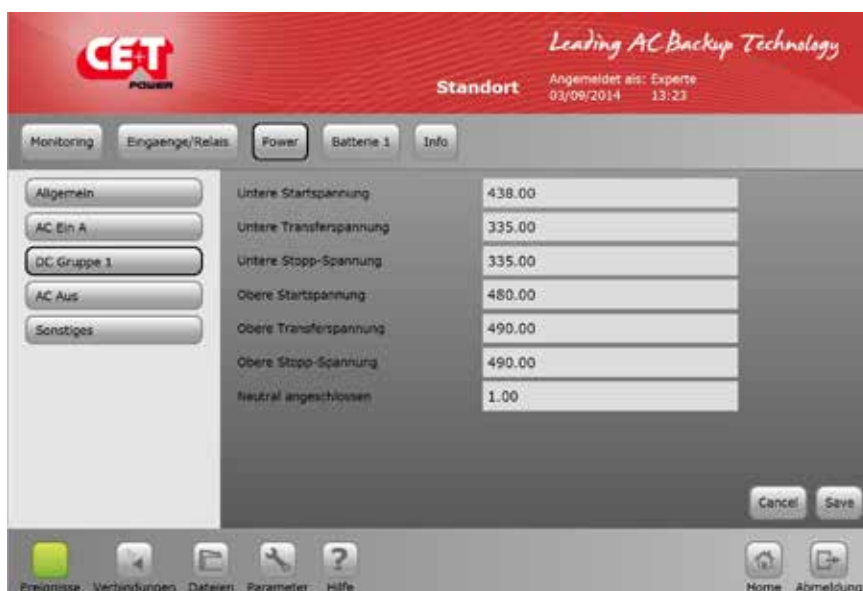 CE+T
POWER
Leading AC Backup Technology
Standort
Angemeldet als: Experte
03/09/2014 13:23
Monitoring Eingaenge/Relais Power Batterie 1 Info
Allgemein
AC Ein A
DC Gruppe 1
AC Aus
Sonstiges
Untere Startspannung 438.00
Untere Transferspannung 335.00
Untere Stopp-Spannung 335.00
Obere Startspannung 480.00
Obere Transferspannung 490.00
Obere Stopp-Spannung 490.00
Neutral angeschlossen 1.00
Cancel Save
Verbindungen Dateien Parameter Hilfe Home Abmeldung